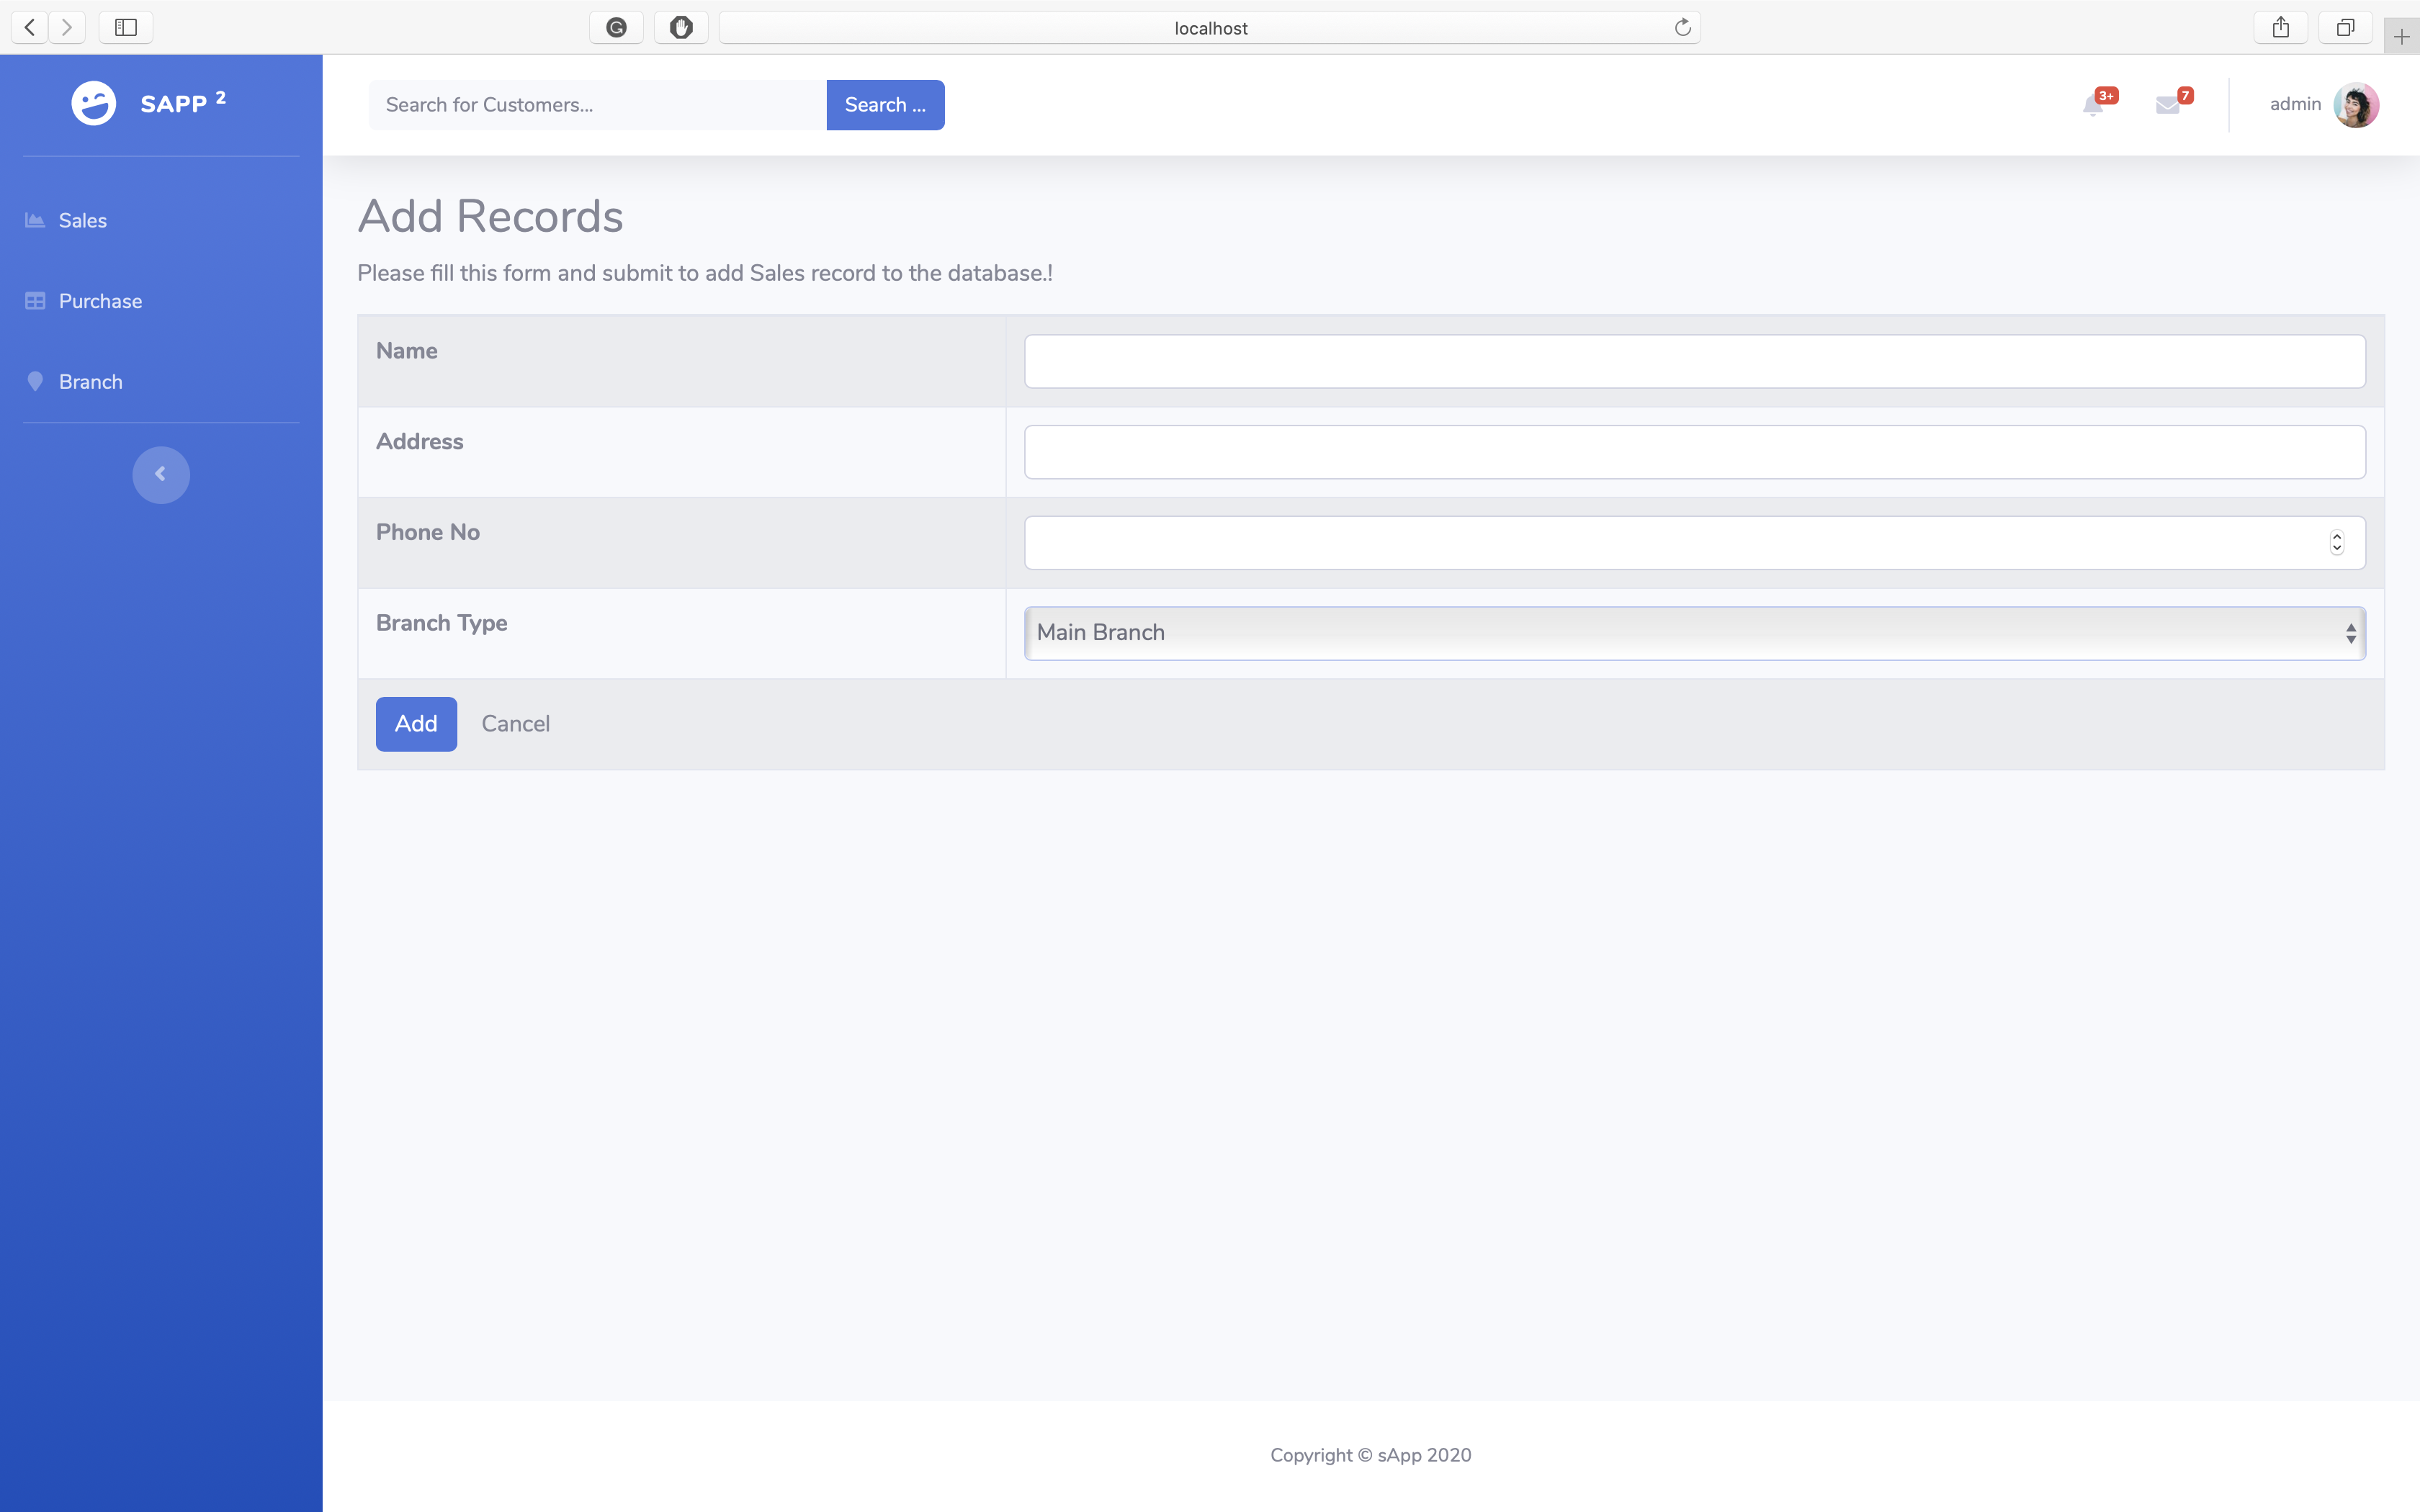 localhost
SAPP 2
Search for Customers...
Search ...
3+
7
admin
Sales
Purchase
Branch
Add Records
Please fill this form and submit to add Sales record to the database.!
Name
Address
Phone No
Branch Type
Main Branch
Add
Cancel
Copyright © sApp 2020